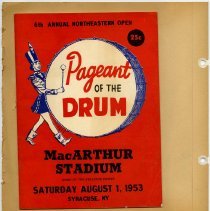 6th ANNUAL NORTHEASTERN OPEN
25c
Pageant
OF THE
DRUM
MacARTHUR
STADIUM
SATURDAY AUGUST 1, 1953
SYRACUSE, NY